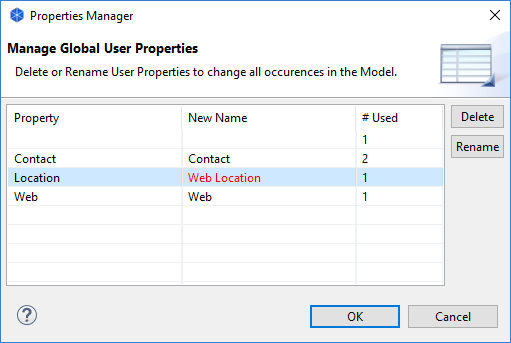 Properties Manager
Manage Global User Properties
Delete or Rename User Properties to change all occurences in the Model.
Property New Name # Used
1
Contact Contact 2
Location Web Location 1
Web Web 1
Delete
Rename
?
OK Cancel